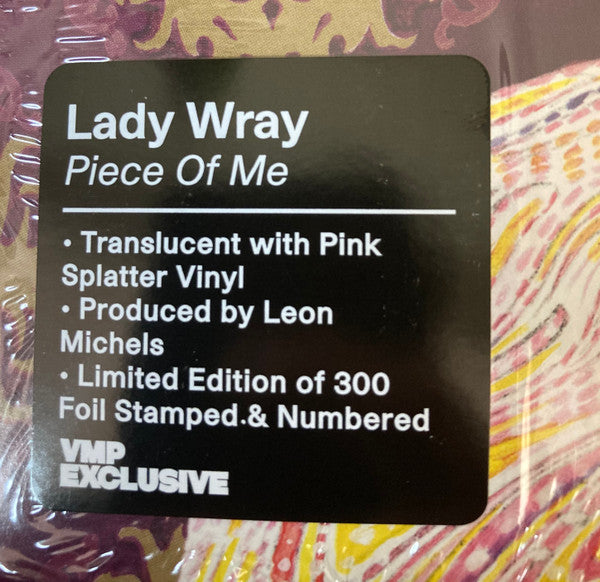 Lady Wray
Piece Of Me
• Translucent with Pink
Splatter Vinyl
• Produced by Leon
Michels
• Limited Edition of 300
Foil Stamped.& Numbered
VMP
EXCLUSIVE